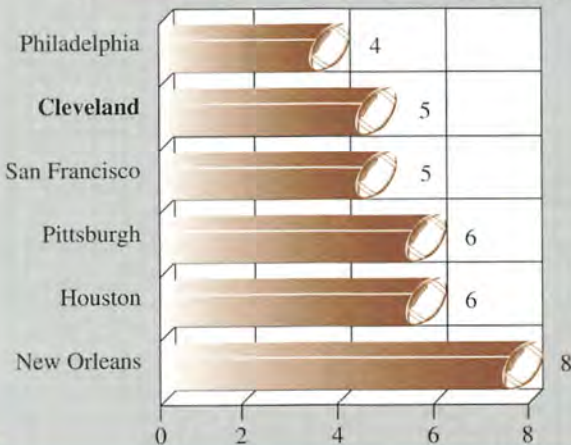 Philadelphia 4
Cleveland 5
San Francisco 5
Pittsburgh 6
Houston 6
New Orleans 8
0 2 4 6 8